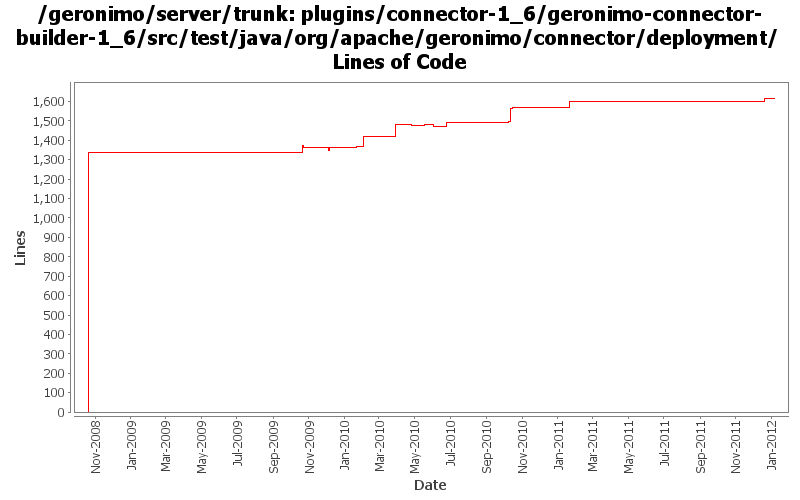 /geronimo/server/trunk: plugins/connector-1_6/geronimo-connector-
builder-1_6/src/test/java/org/apache/geronimo/connector/deployment/
Lines of Code
1,600
1,500
1,400
1,300
1,200
1,100
1,000
900
800
700
600
500
400
300
200
100
0
Lines
Nov-2008
Jan-2009
Mar-2009
May-2009
Jul-2009
Sep-2009
Nov-2009
Jan-2010
Mar-2010
May-2010
Jul-2010
Sep-2010
Nov-2010
Jan-2011
Mar-2011
May-2011
Jul-2011
Sep-2011
Nov-2011
Jan-2012
Date